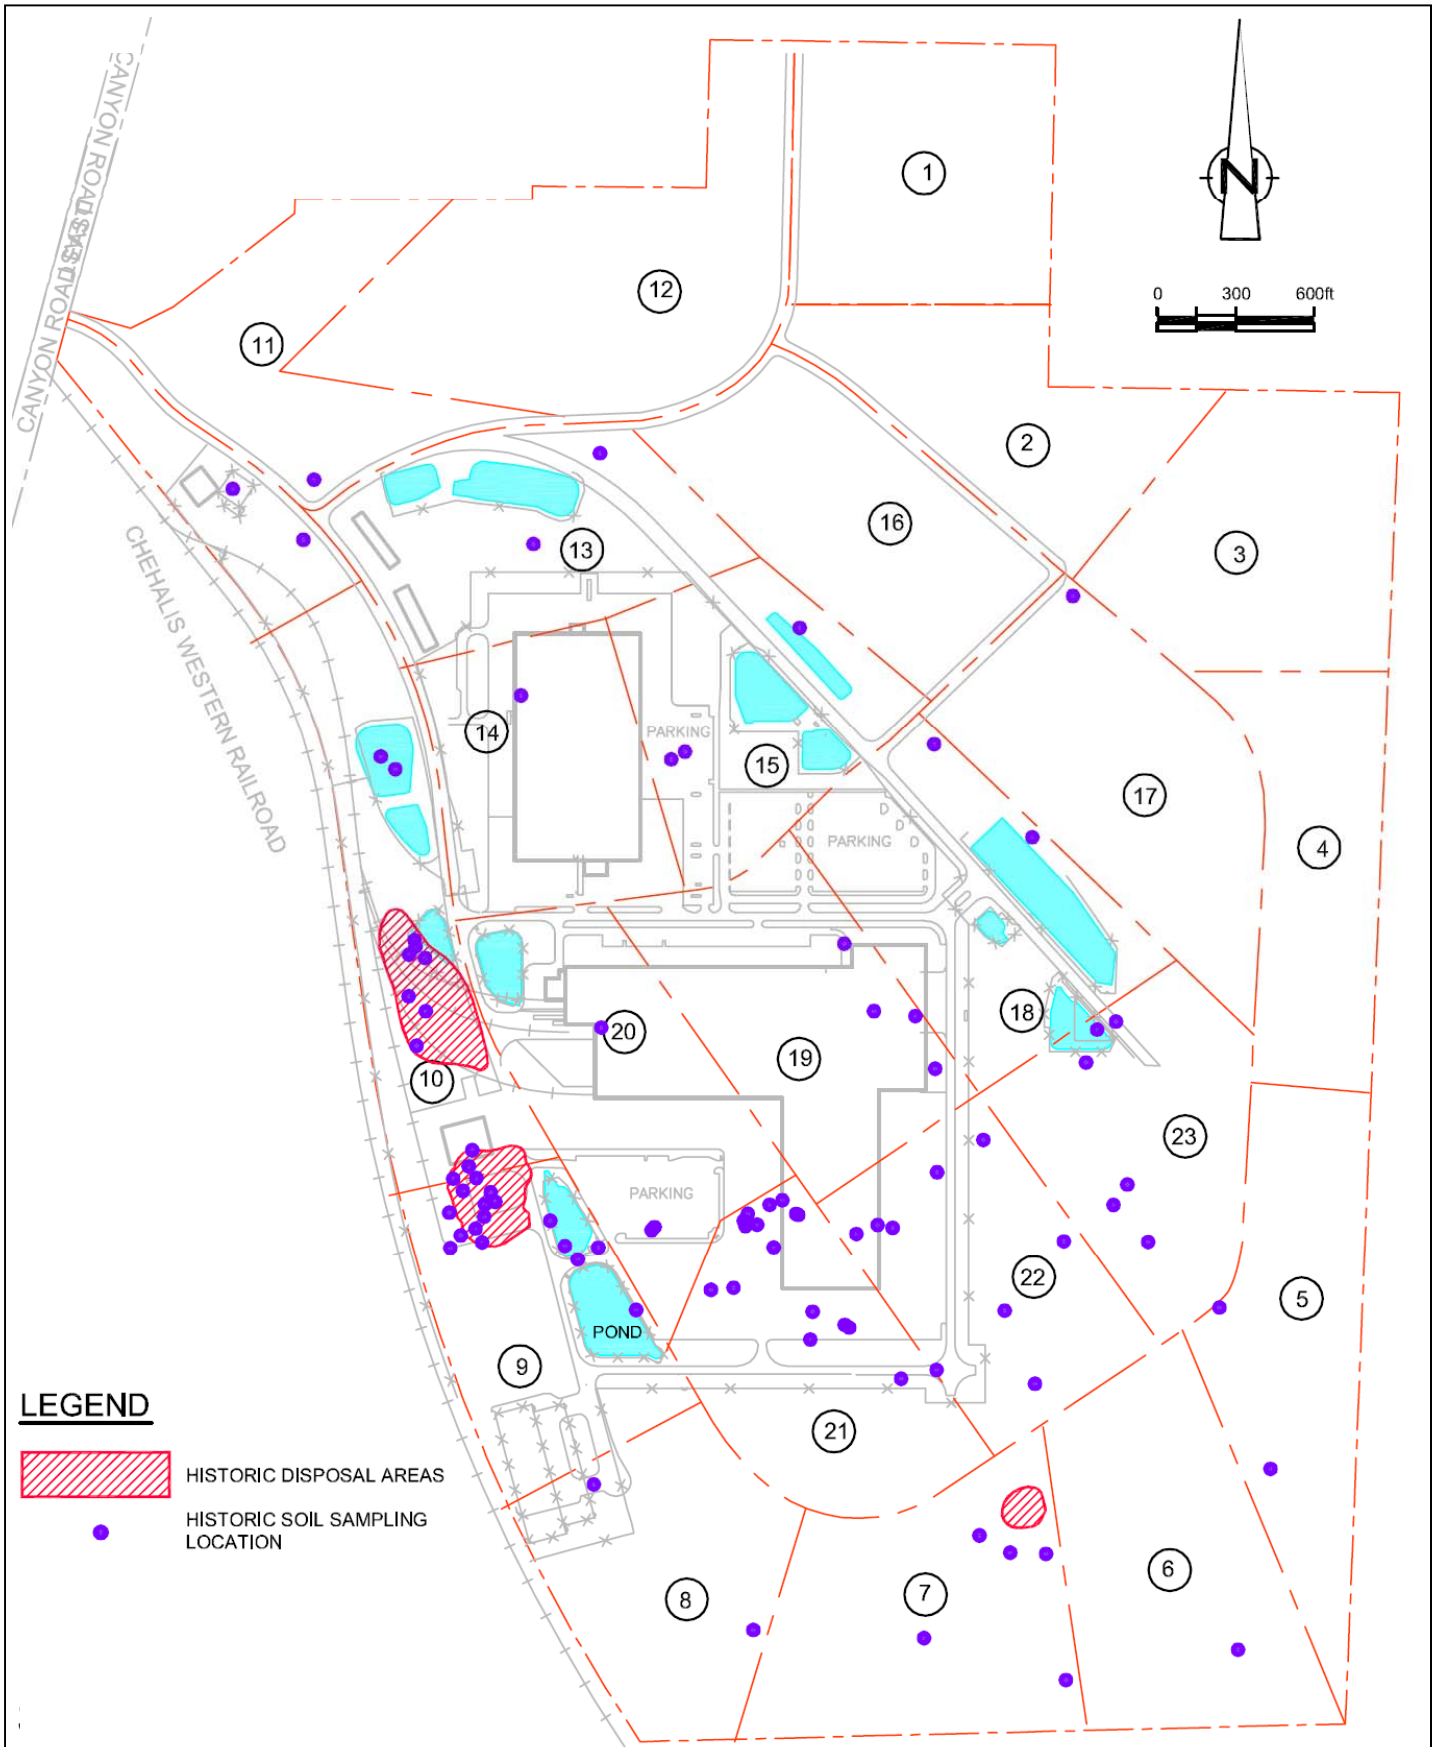 CANYON ROAD EAST
CANYON ROAD EAST
N
1
0 300 600ft
12
11
2
16
3
13
CHEHALIS WESTERN RAILROAD
14
PARKING
15
17
PARKING
4
18
20
19
10
23
PARKING
22
5
POND
9
21
LEGEND
HISTORIC DISPOSAL AREAS
HISTORIC SOIL SAMPLING
LOCATION
6
7
8